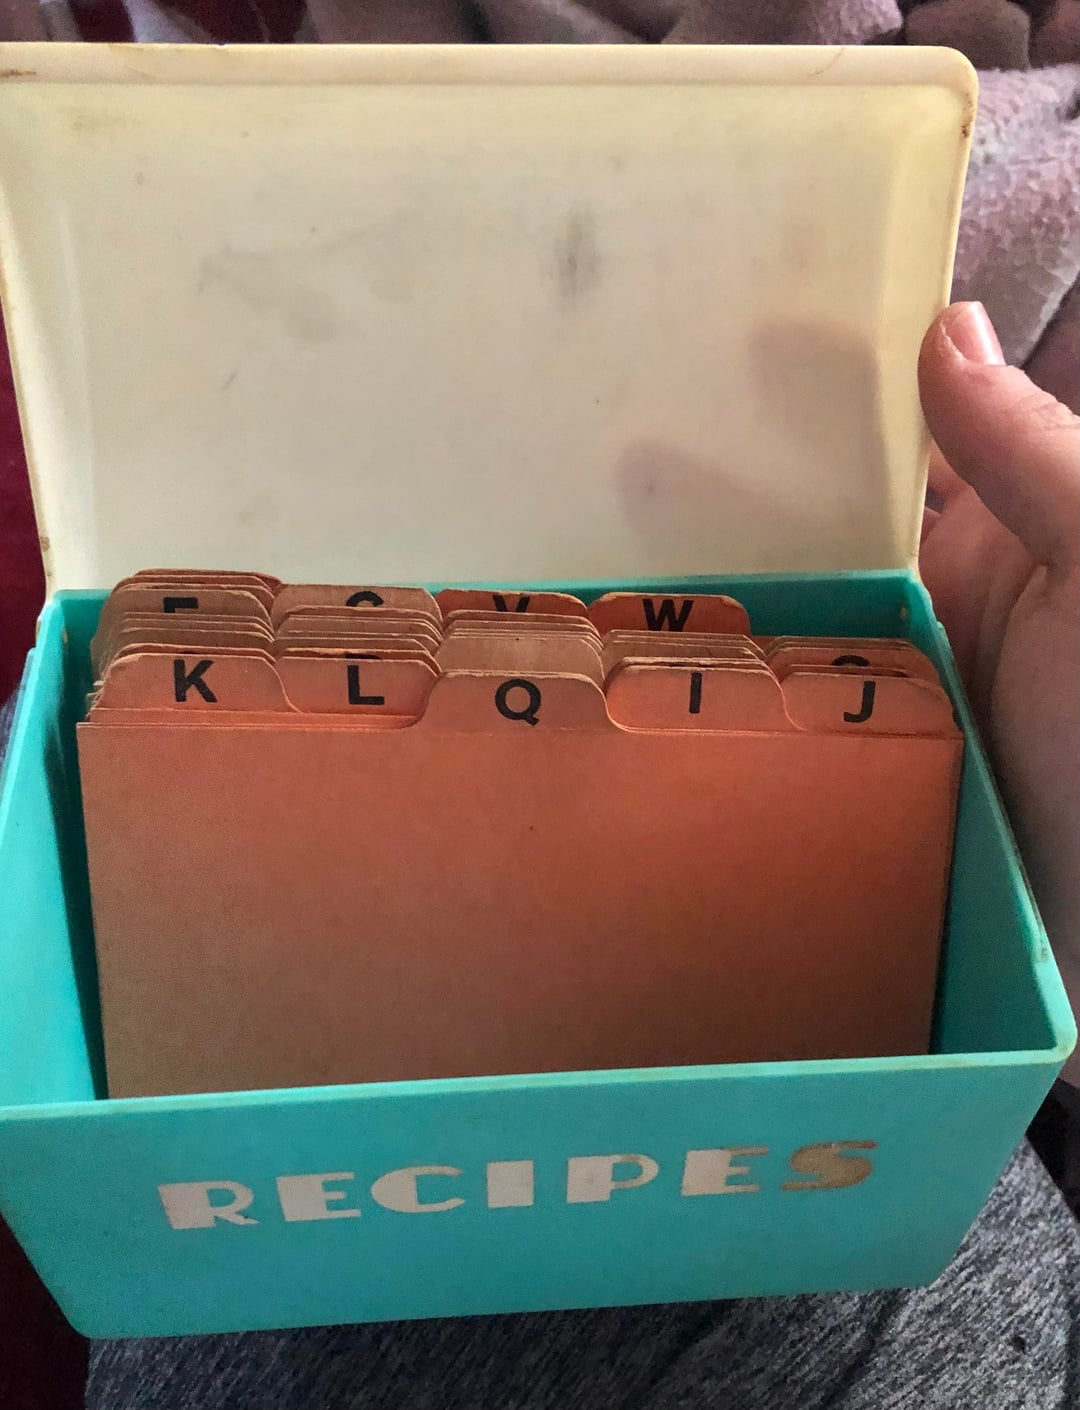 W
K L Q I J
RECIPES